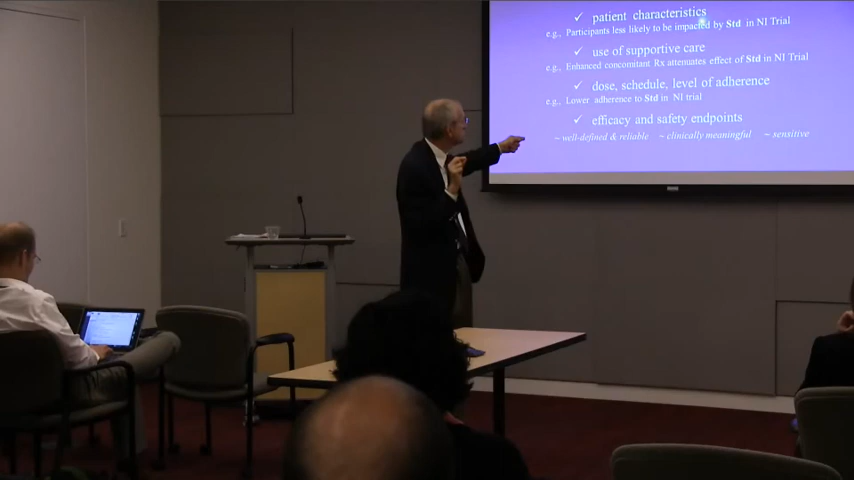 ✓ patient characteristics
e.g., Participants less likely to be impacted by Std in NI Trial
✓ use of supportive care
e.g., Enhanced concomitant Rx attenuates effect of Std in NI Trial
✓ dose, schedule, level of adherence
e.g., Lower adherence to Std in NI trial
✓ efficacy and safety endpoints
~ well-defined & reliable ~ clinically meaningful ~ sensitive